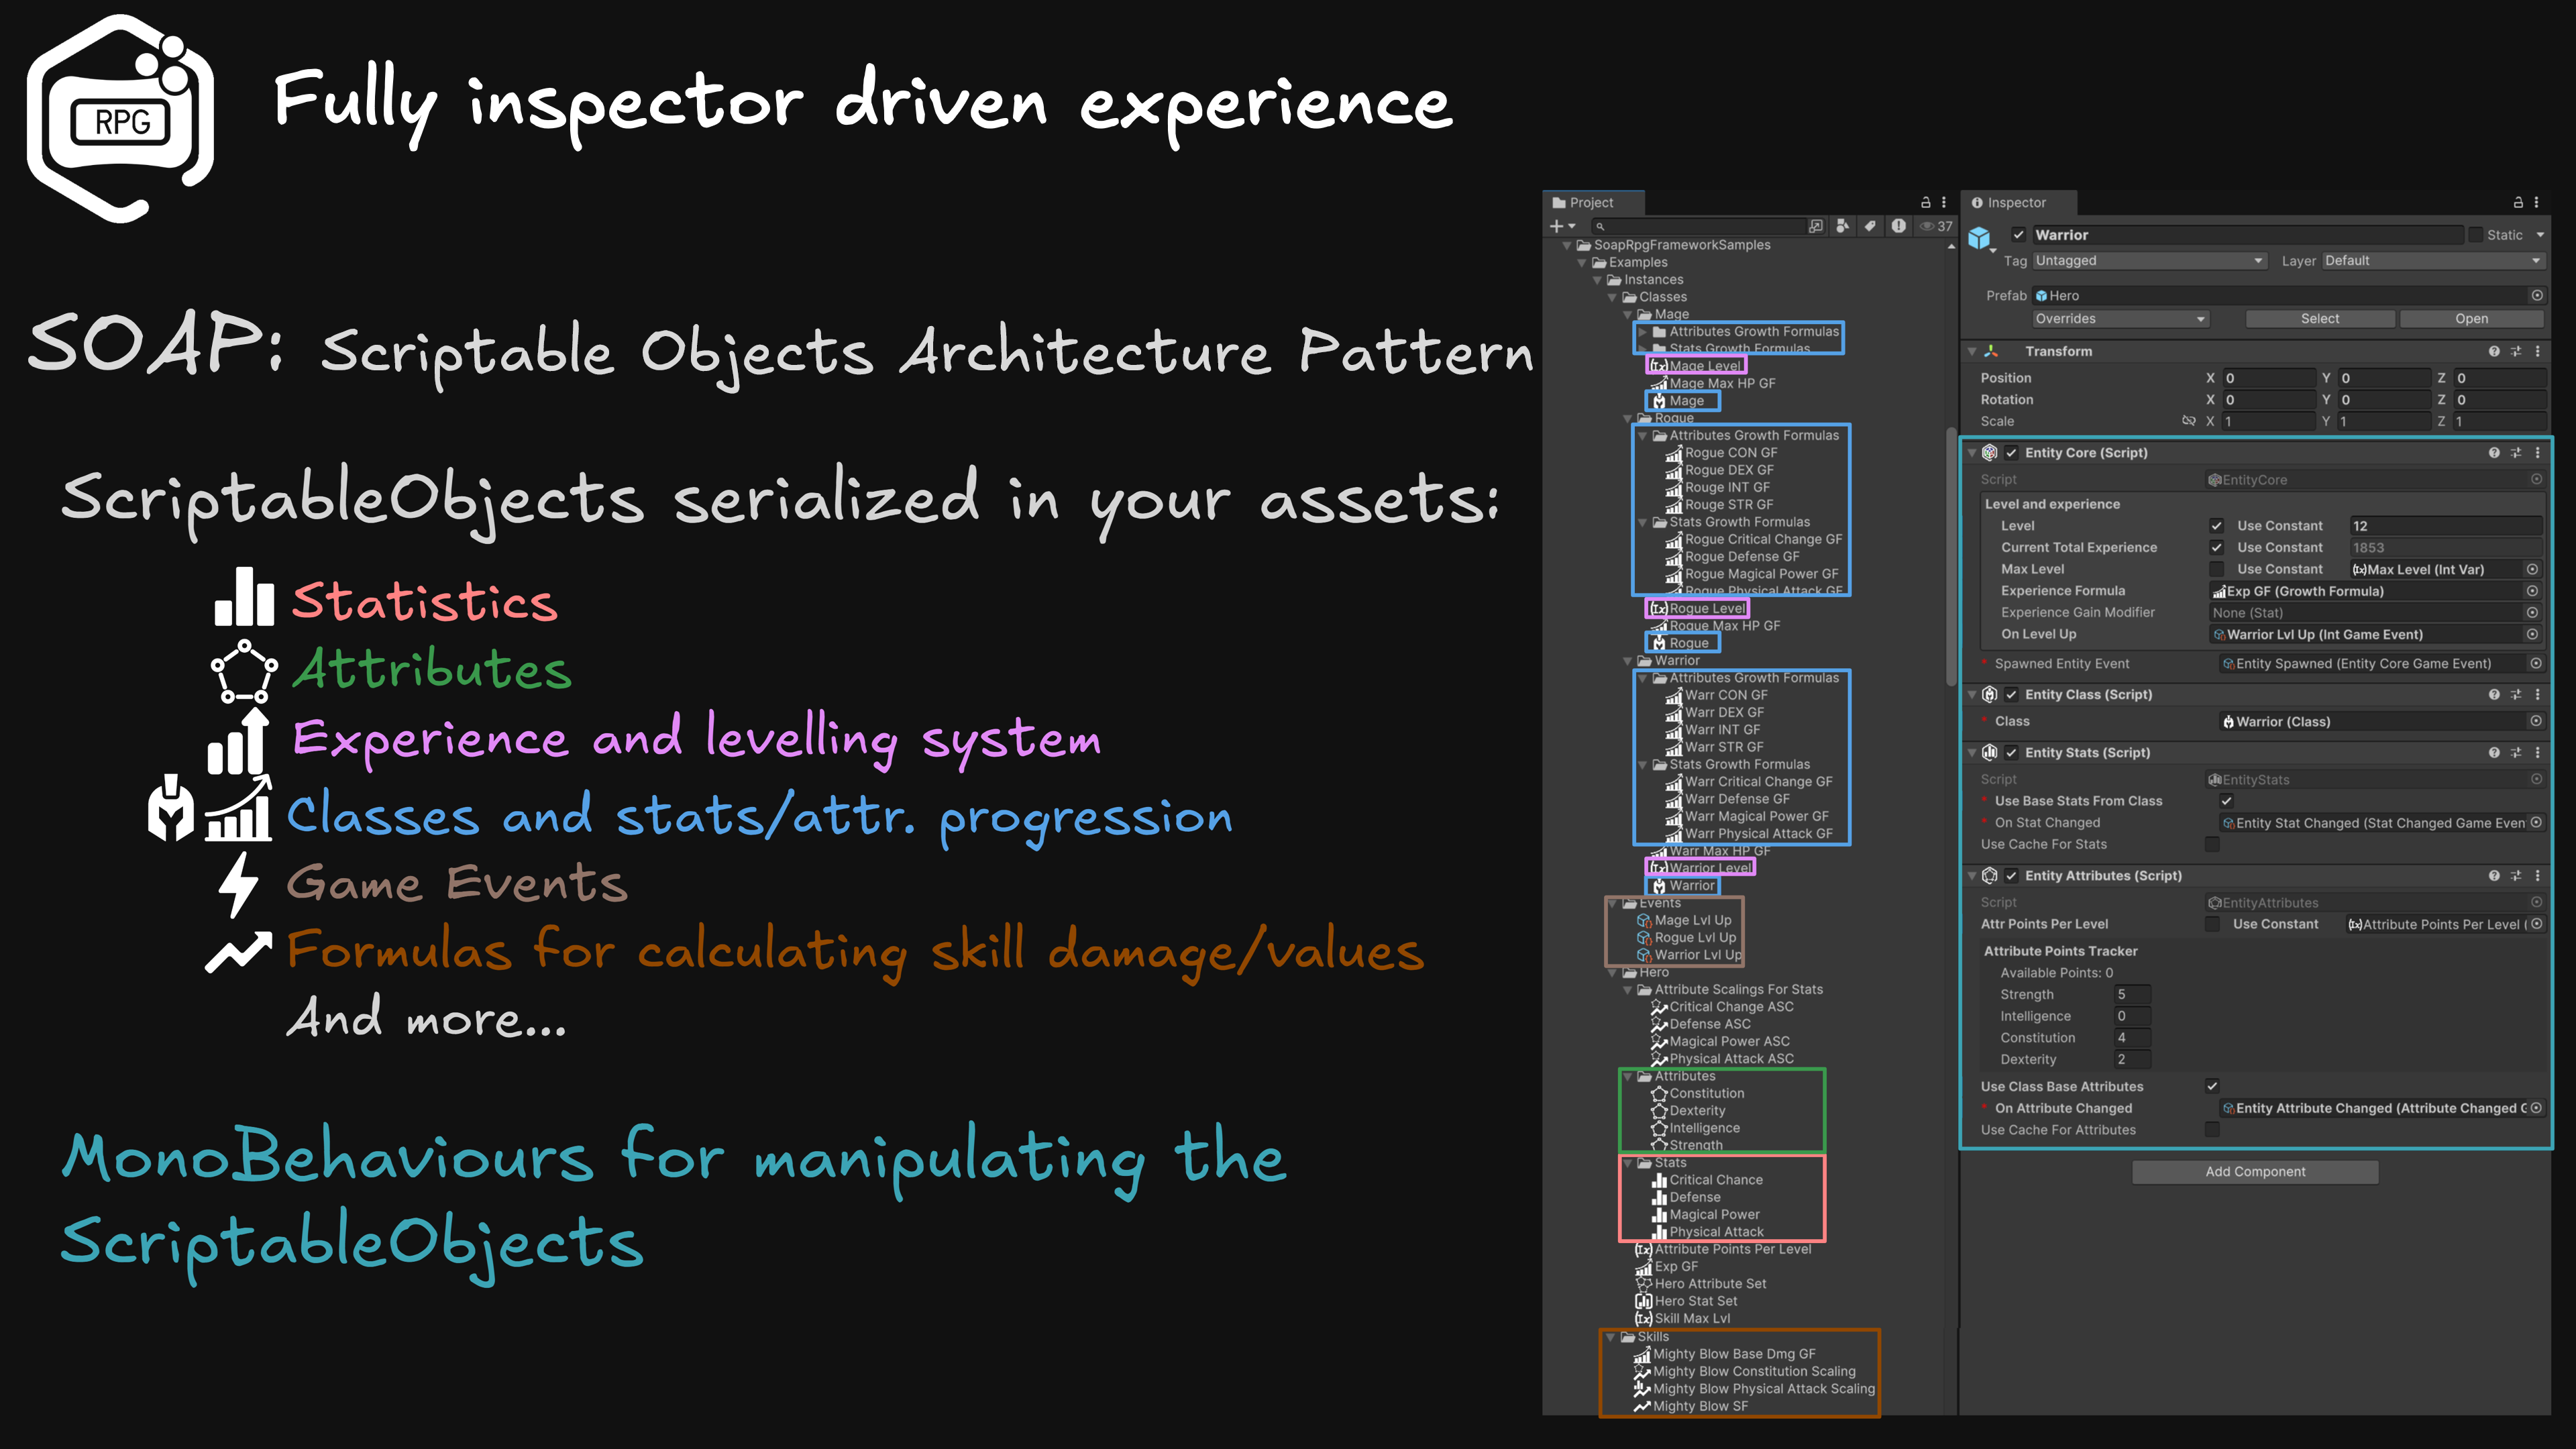 RPG
Fully inspector driven experience
SOAP: Scriptable Objects Architecture Pattern
ScriptableObjects serialized in your assets:
Statistics
Attributes
Experience and levelling system
Classes and stats/attr. progression
Game Events
Formulas for calculating skill damage/values
And more...
MonoBehaviours for manipulating the
ScriptableObjects
Project
37
SoapRpgFrameworkSamples
Examples
Instances
Classes
Mage
Attributes Growth Formulas
Stats Growth Formulas
Mage Level
Mage Max HP GF
Mage
Rogue
Attributes Growth Formulas
Rogue CON GF
Rogue DEX GF
Rouge INT GF
Rouge STR GF
Stats Growth Formulas
Rogue Critical Change GF
Rogue Defense GF
Rogue Magical Power GF
Rogue Physical Attack GF
Rogue Level
Rogue Max HP GF
Rogue
Warrior
Attributes Growth Formulas
Warr CON GF
Warr DEX GF
Warr INT GF
Warr STR GF
Stats Growth Formulas
Warr Critical Change GF
Warr Defense GF
Warr Magical Power GF
Warr Physical Attack GF
Warr Max HP GF
Warrior Level
Warrior
Events
Mage Lvl Up
Rogue Lvl Up
Warrior Lvl Up
Hero
Attribute Scalings For Stats
Critical Change ASC
Defense ASC
Magical Power ASC
Physical Attack ASC
Attributes
Constitution
Dexterity
Intelligence
Strength
Stats
Critical Chance
Defense
Magical Power
Physical Attack
Attribute Points Per Level
Exp GF
Hero Attribute Set
Hero Stat Set
Skill Max Lvl
Skills
Mighty Blow Base Dmg GF
Mighty Blow Constitution Scaling
Mighty Blow Physical Attack Scaling
Mighty Blow SF
Inspector
Warrior Static
Tag Untagged Layer Default
Prefab Hero
Overrides Select Open
Transform
Position X 0 Y 0 Z 0
Rotation X 0 Y 0 Z 0
Scale X 1 Y 1 Z 1
Entity Core (Script)
Script EntityCore
Level and experience
Level Use Constant 12
Current Total Experience Use Constant 1853
Max Level Use Constant Max Level (Int Var)
Experience Formula Exp GF (Growth Formula)
Experience Gain Modifier None (Stat)
On Level Up Warrior Lvl Up (Int Game Event)
* Spawned Entity Event Entity Spawned (Entity Core Game Event)
Entity Class (Script)
* Class Warrior (Class)
Entity Stats (Script)
Script EntityStats
* Use Base Stats From Class
* On Stat Changed Entity Stat Changed (Stat Changed Game Even
Use Cache For Stats
Entity Attributes (Script)
Script EntityAttributes
Attr Points Per Level Use Constant Attribute Points Per Level (
Attribute Points Tracker
Available Points: 0
Strength 5
Intelligence 0
Constitution 4
Dexterity 2
Use Class Base Attributes
* On Attribute Changed Entity Attribute Changed (Attribute Changed G
Use Cache For Attributes
Add Component